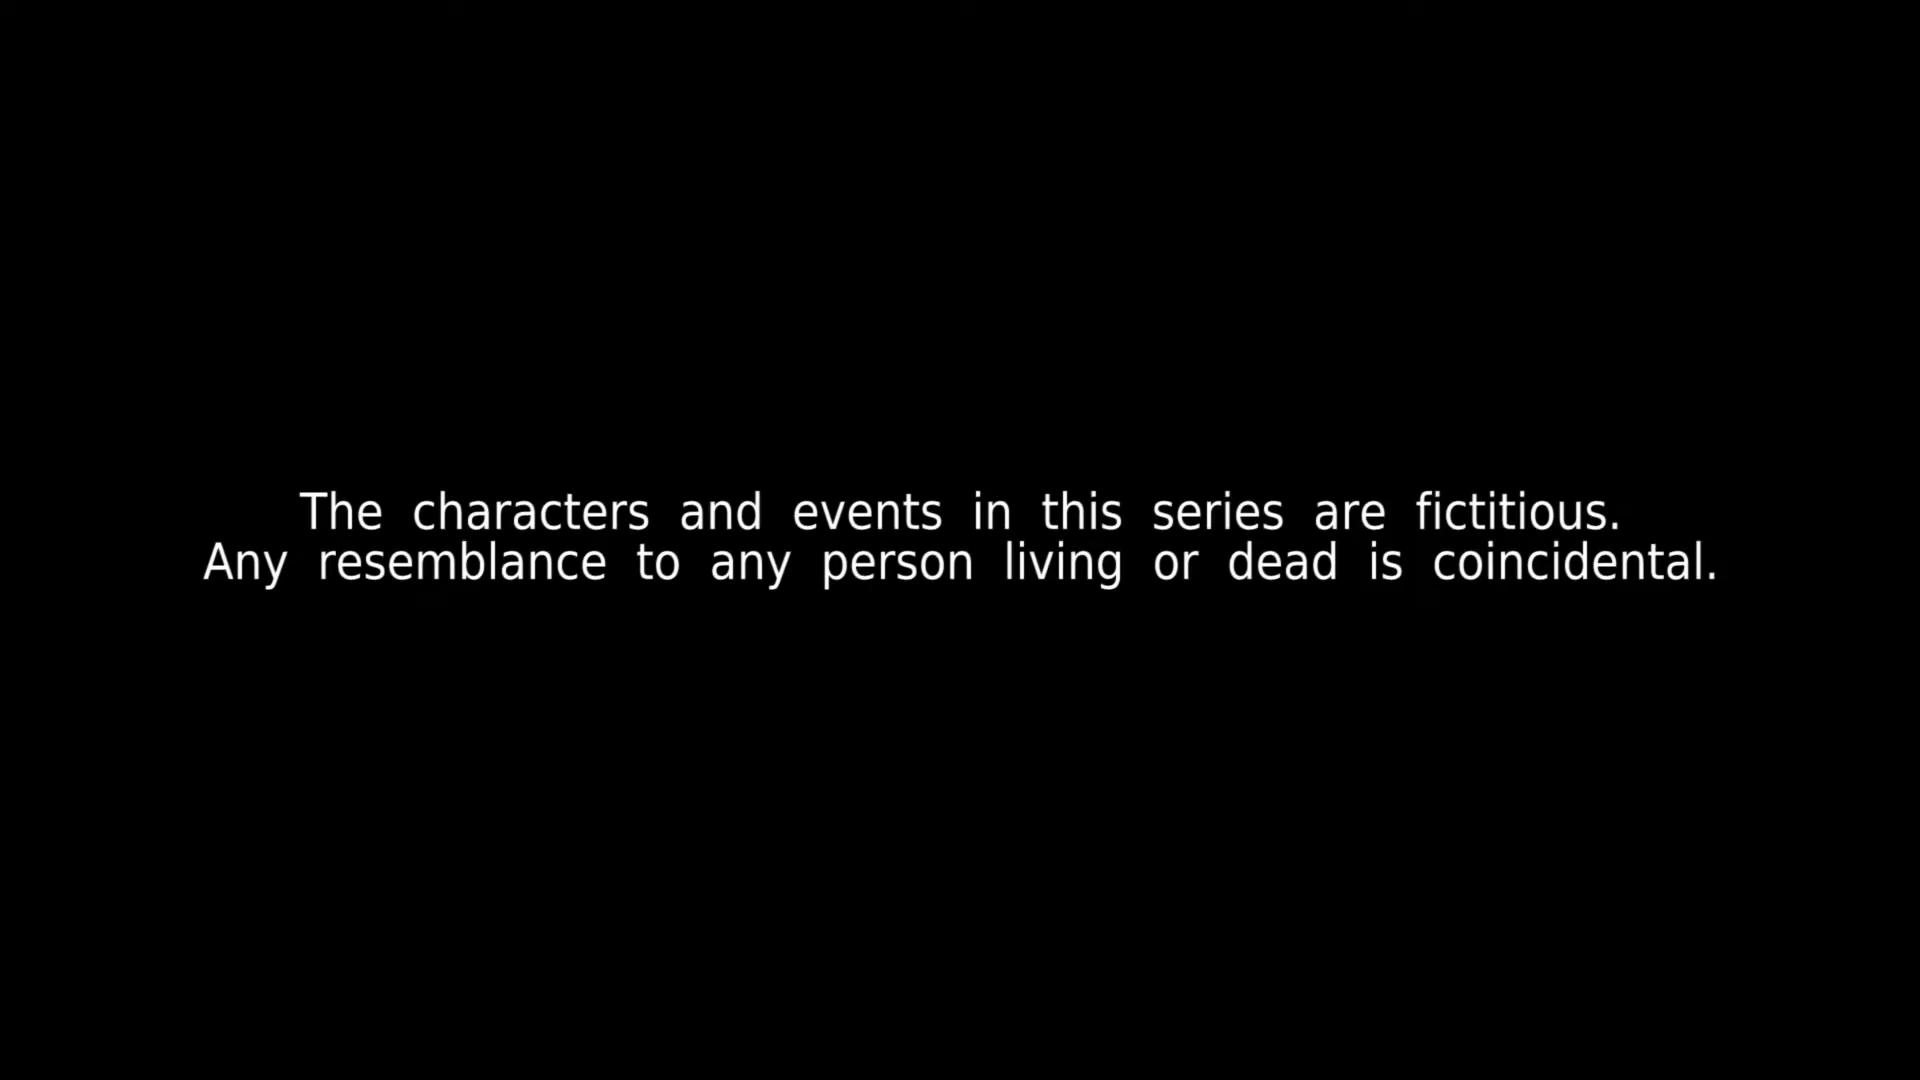 The characters and events in this series are fictitious.
Any resemblance to any person living or dead is coincidental.